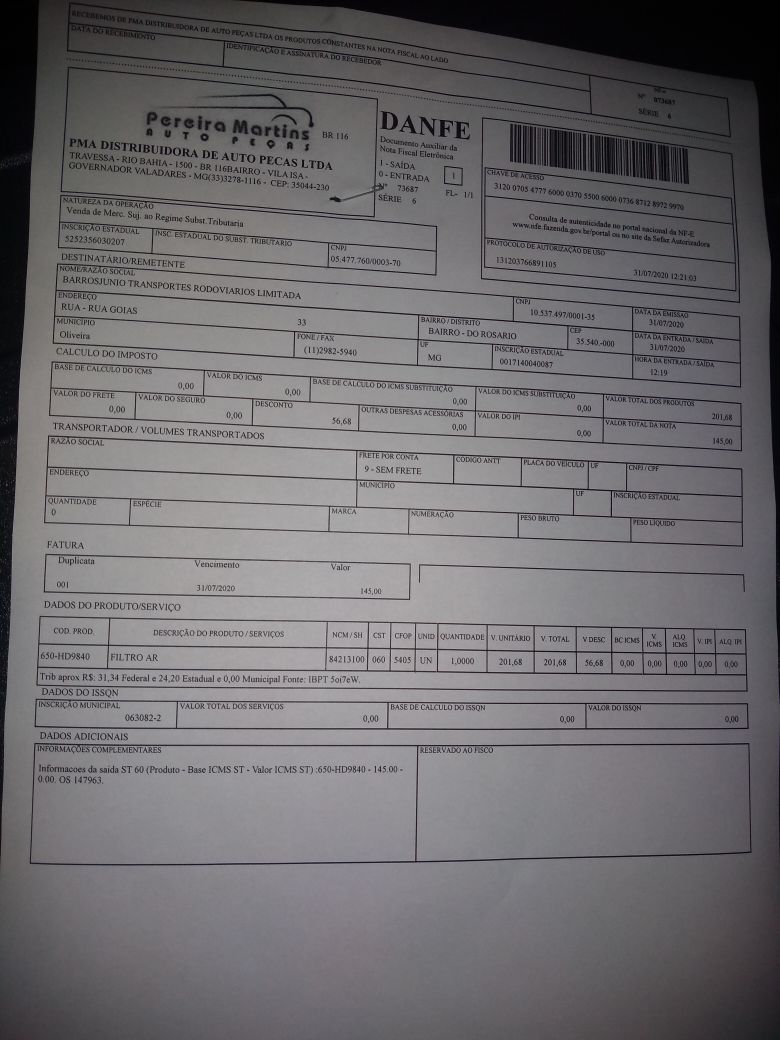 RECEBEMOS DE PMA DISTRIBUIDORA DE AUTO PEÇAS LTDA OS PRODUTOS CONSTANTES NA NOTA FISCAL AO LADO
DATA DO RECEBIMENTO
IDENTIFICAÇÃO E ASSINATURA DO RECEBEDOR
NF-e
Nº 073687
SÉRIE 6
Pereira Martins
AUTO PEÇAS
BR 116
PMA DISTRIBUIDORA DE AUTO PECAS LTDA
TRAVESSA - RIO BAHIA - 1500 - BR 116BAIRRO - VILA ISA -
GOVERNADOR VALADARES - MG(33)3278-1116 - CEP: 35044-230
DANFE
Documento Auxiliar da
Nota Fiscal Eletrônica
1 - SAÍDA
0 - ENTRADA
1
Nº 73687
SÉRIE 6
FL- 1/1
CHAVE DE ACESSO
3120 0705 4777 6000 0370 5500 6000 0736 8712 8972 9970
Consulta de autenticidade no portal nacional da NF-E
www.nfe.fazenda.gov.br/portal ou no site da Sefaz Autorizadora
PROTOCOLO DE AUTORIZAÇÃO DE USO
131203766891105 31/07/2020 12:21:03
NATUREZA DA OPERAÇÃO
Venda de Merc. Suj. ao Regime Subst.Tributaria
INSCRIÇÃO ESTADUAL
5252356030207
INSC. ESTADUAL DO SUBST. TRIBUTÁRIO
CNPJ
05.477.760/0003-70
DESTINATÁRIO/REMETENTE
NOME/RAZÃO SOCIAL
BARROSJUNIO TRANSPORTES RODOVIARIOS LIMITADA
CNPJ
10.537.497/0001-35
DATA DA EMISSÃO
31/07/2020
ENDEREÇO
RUA - RUA GOIAS 33
BAIRRO / DISTRITO
BAIRRO - DO ROSARIO
CEP
35.540.-000
DATA DA ENTRADA / SAÍDA
31/07/2020
MUNICÍPIO
Oliveira
FONE / FAX
(11)2982-5940
UF
MG
INSCRIÇÃO ESTADUAL
0017140040087
HORA DA ENTRADA / SAÍDA
12:19
CALCULO DO IMPOSTO
BASE DE CALCULO DO ICMS
0,00
VALOR DO ICMS
0,00
BASE DE CALCULO DO ICMS SUBSTITUIÇÃO
0,00
VALOR DO ICMS SUBSTITUIÇÃO
0,00
VALOR TOTAL DOS PRODUTOS
201,68
VALOR DO FRETE
0,00
VALOR DO SEGURO
0,00
DESCONTO
56,68
OUTRAS DESPESAS ACESSÓRIAS
0,00
VALOR DO IPI
0,00
VALOR TOTAL DA NOTA
145,00
TRANSPORTADOR / VOLUMES TRANSPORTADOS
RAZÃO SOCIAL
FRETE POR CONTA
9 - SEM FRETE
CODIGO ANTT
PLACA DO VEICULO
UF
CNPJ / CPF
ENDEREÇO
MUNICÍPIO
UF
INSCRIÇÃO ESTADUAL
QUANTIDADE
0
ESPÉCIE
MARCA
NUMERAÇÃO
PESO BRUTO
PESO LIQUIDO
FATURA
Duplicata Vencimento Valor
001 31/07/2020 145,00
DADOS DO PRODUTO/SERVIÇO
COD. PROD. DESCRIÇÃO DO PRODUTO / SERVIÇOS NCM / SH CST CFOP UNID QUANTIDADE V. UNITÁRIO V. TOTAL V DESC BC ICMS V. ICMS ALQ ICMS V. IPI ALQ. IPI
650-HD9840 FILTRO AR 84213100 060 5405 UN 1,0000 201,68 201,68 56,68 0,00 0,00 0,00 0,00 0,00
Trib aprox R$: 31,34 Federal e 24,20 Estadual e 0,00 Municipal Fonte: IBPT 5oi7eW.
DADOS DO ISSQN
INSCRIÇÃO MUNICIPAL
063082-2
VALOR TOTAL DOS SERVIÇOS
0,00
BASE DE CALCULO DO ISSQN
0,00
VALOR DO ISSQN
0,00
DADOS ADICIONAIS
INFORMAÇÕES COMPLEMENTARES
RESERVADO AO FISCO
Informacoes da saida ST 60 (Produto - Base ICMS ST - Valor ICMS ST) :650-HD9840 - 145.00 -
0.00. OS 147963.